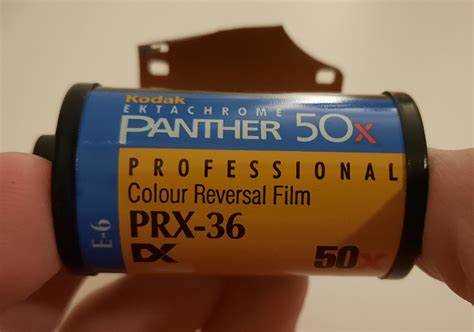 Kodak
EKTACHROME
PANTHER 50x
PROFESSIONAL
Colour Reversal Film
PRX-36
DX
50x
E-6